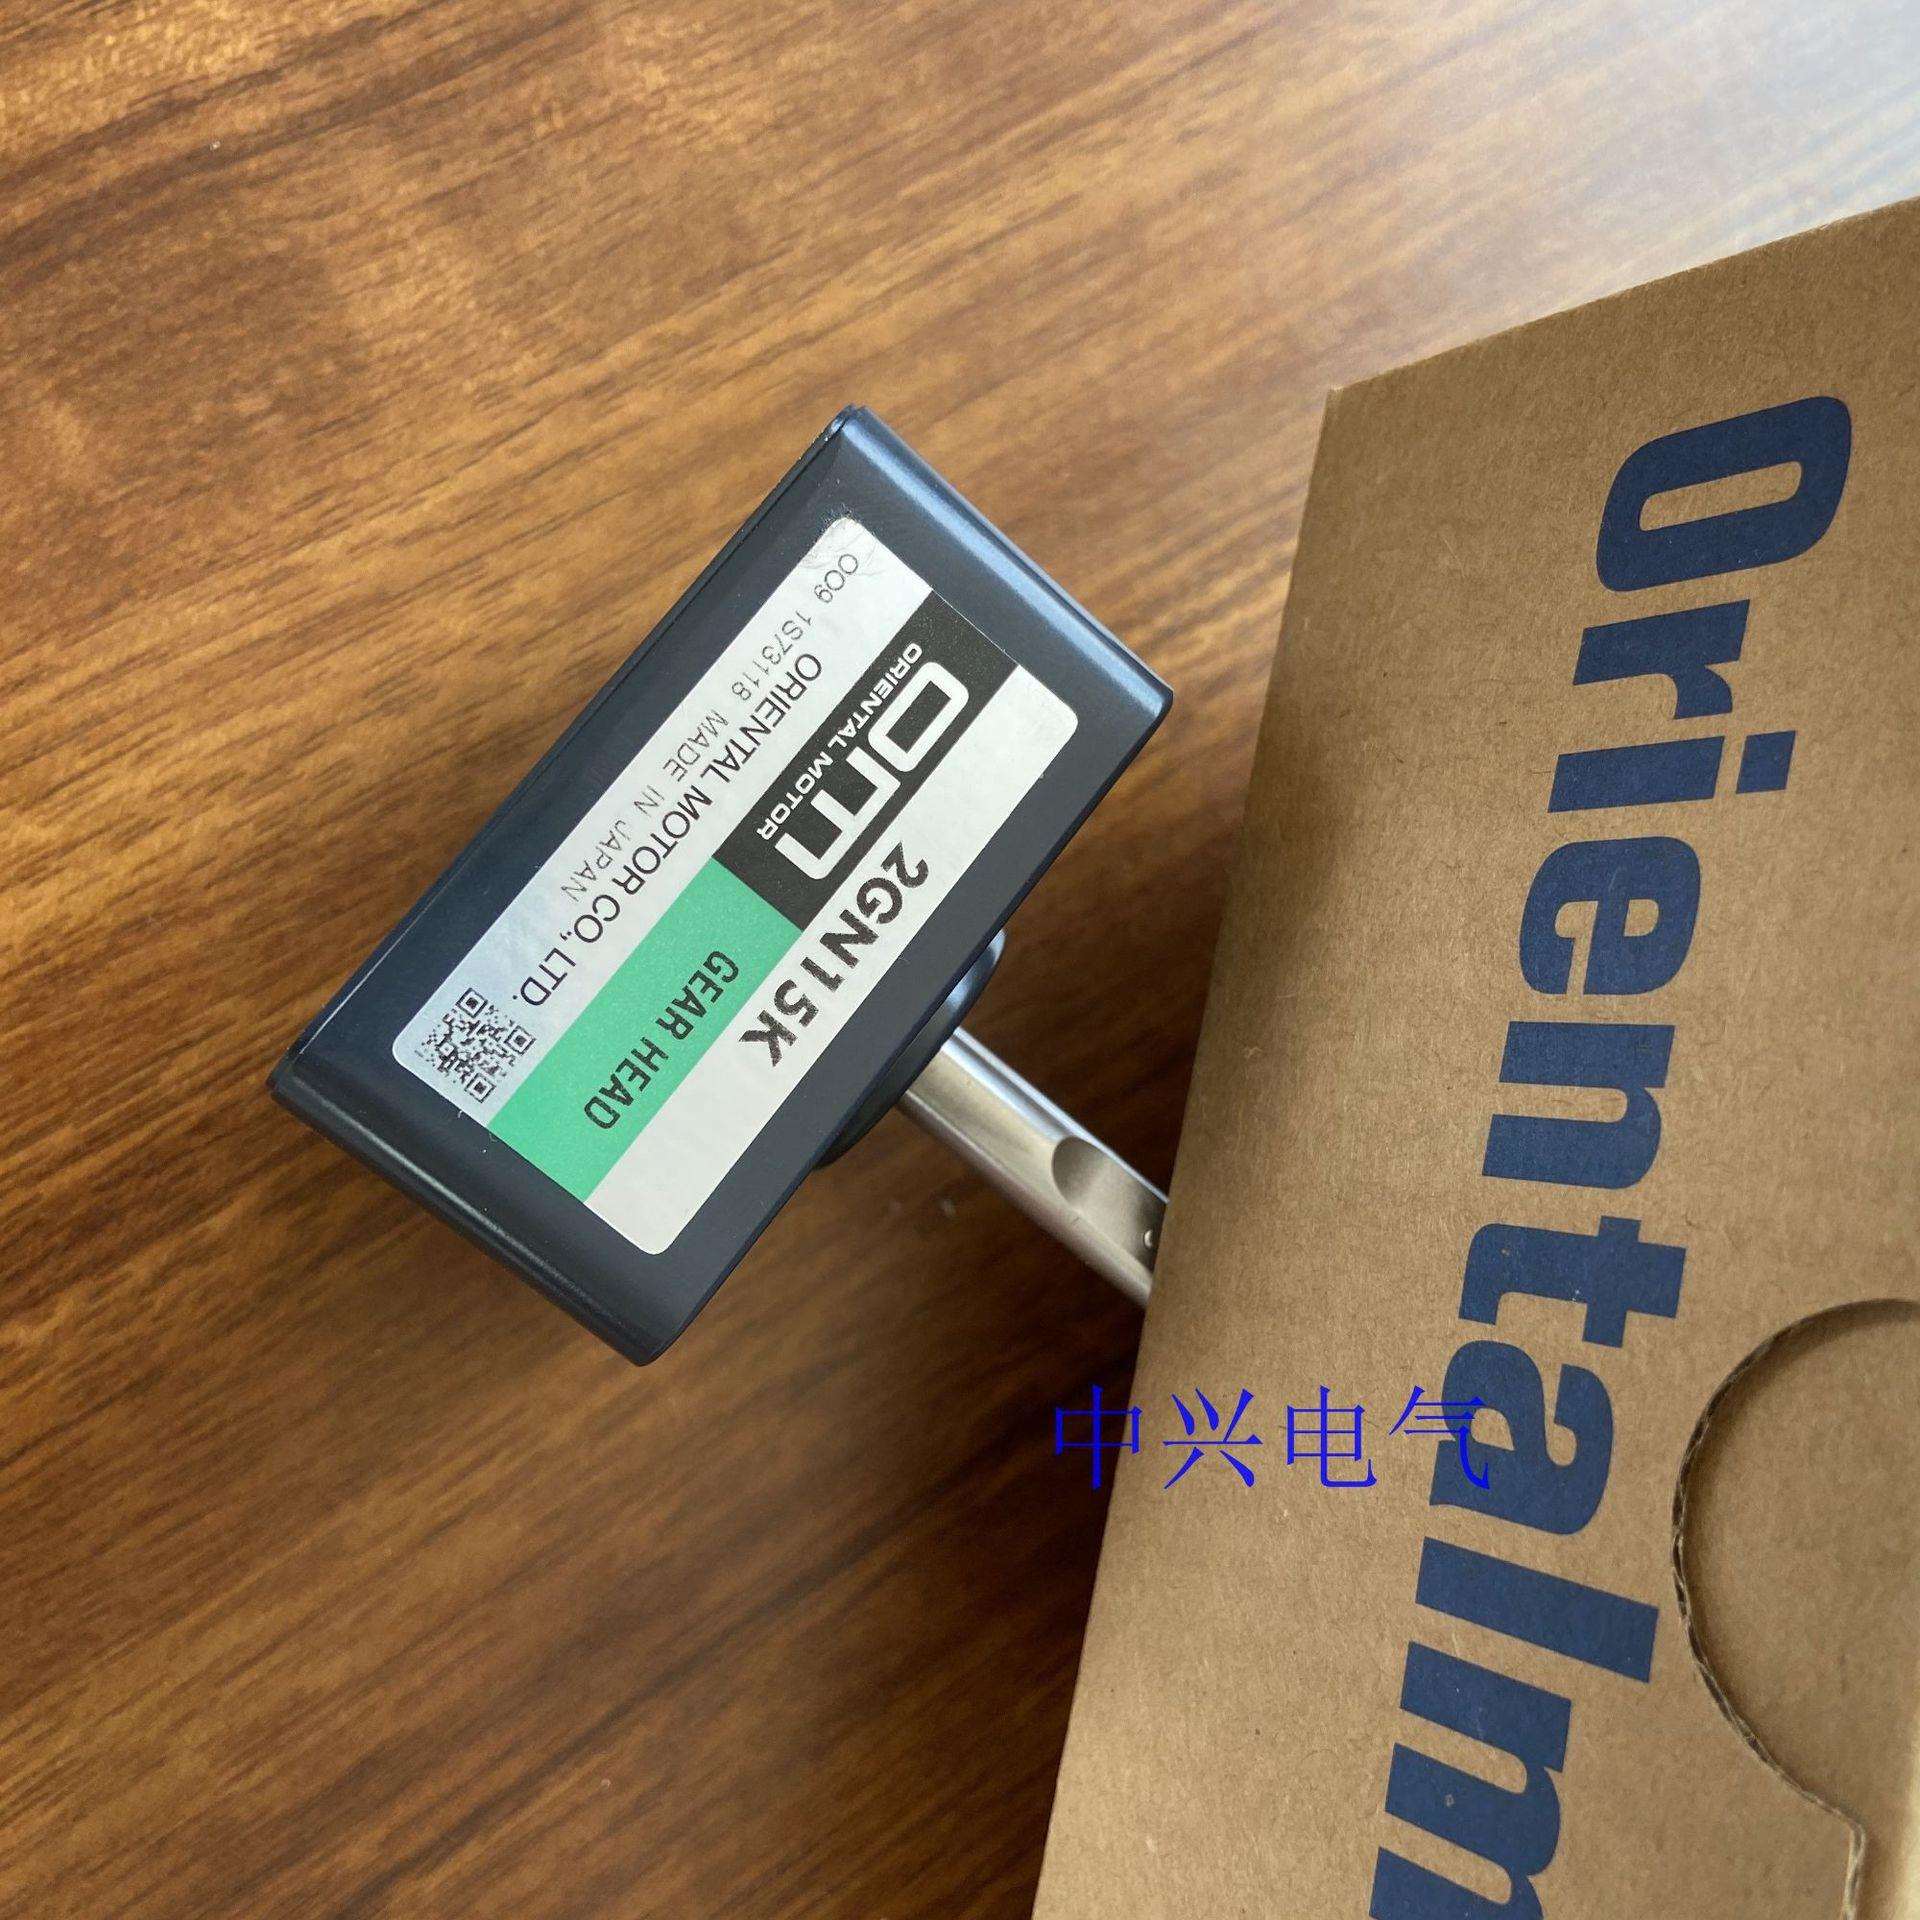 2GN15K
om
ORIENTAL MOTOR
GEAR HEAD
ORIENTAL MOTOR CO., LTD.
009 1S73118 MADE IN JAPAN
Orientalm
中兴电气